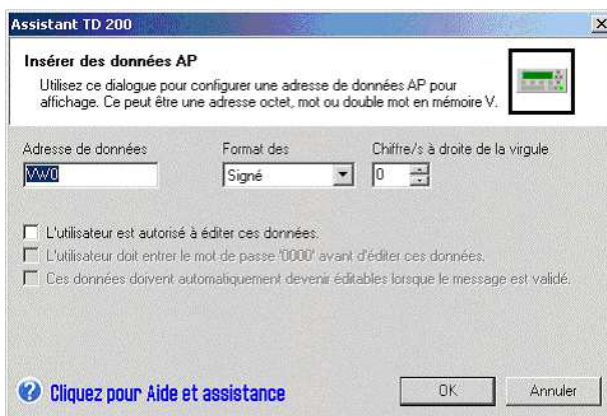 Assistant TD 200
Insérer des données AP
Utilisez ce dialogue pour configurer une adresse de données AP pour
affichage. Ce peut être une adresse octet, mot ou double mot en mémoire V.
Adresse de données
Format des
Chiffre/s à droite de la virgule
VW0
Signé
0
L'utilisateur est autorisé à éditer ces données.
L'utilisateur doit entrer le mot de passe '0000' avant d'éditer ces données.
Ces données doivent automatiquement devenir éditables lorsque le message est validé.
Cliquez pour Aide et assistance
OK
Annuler